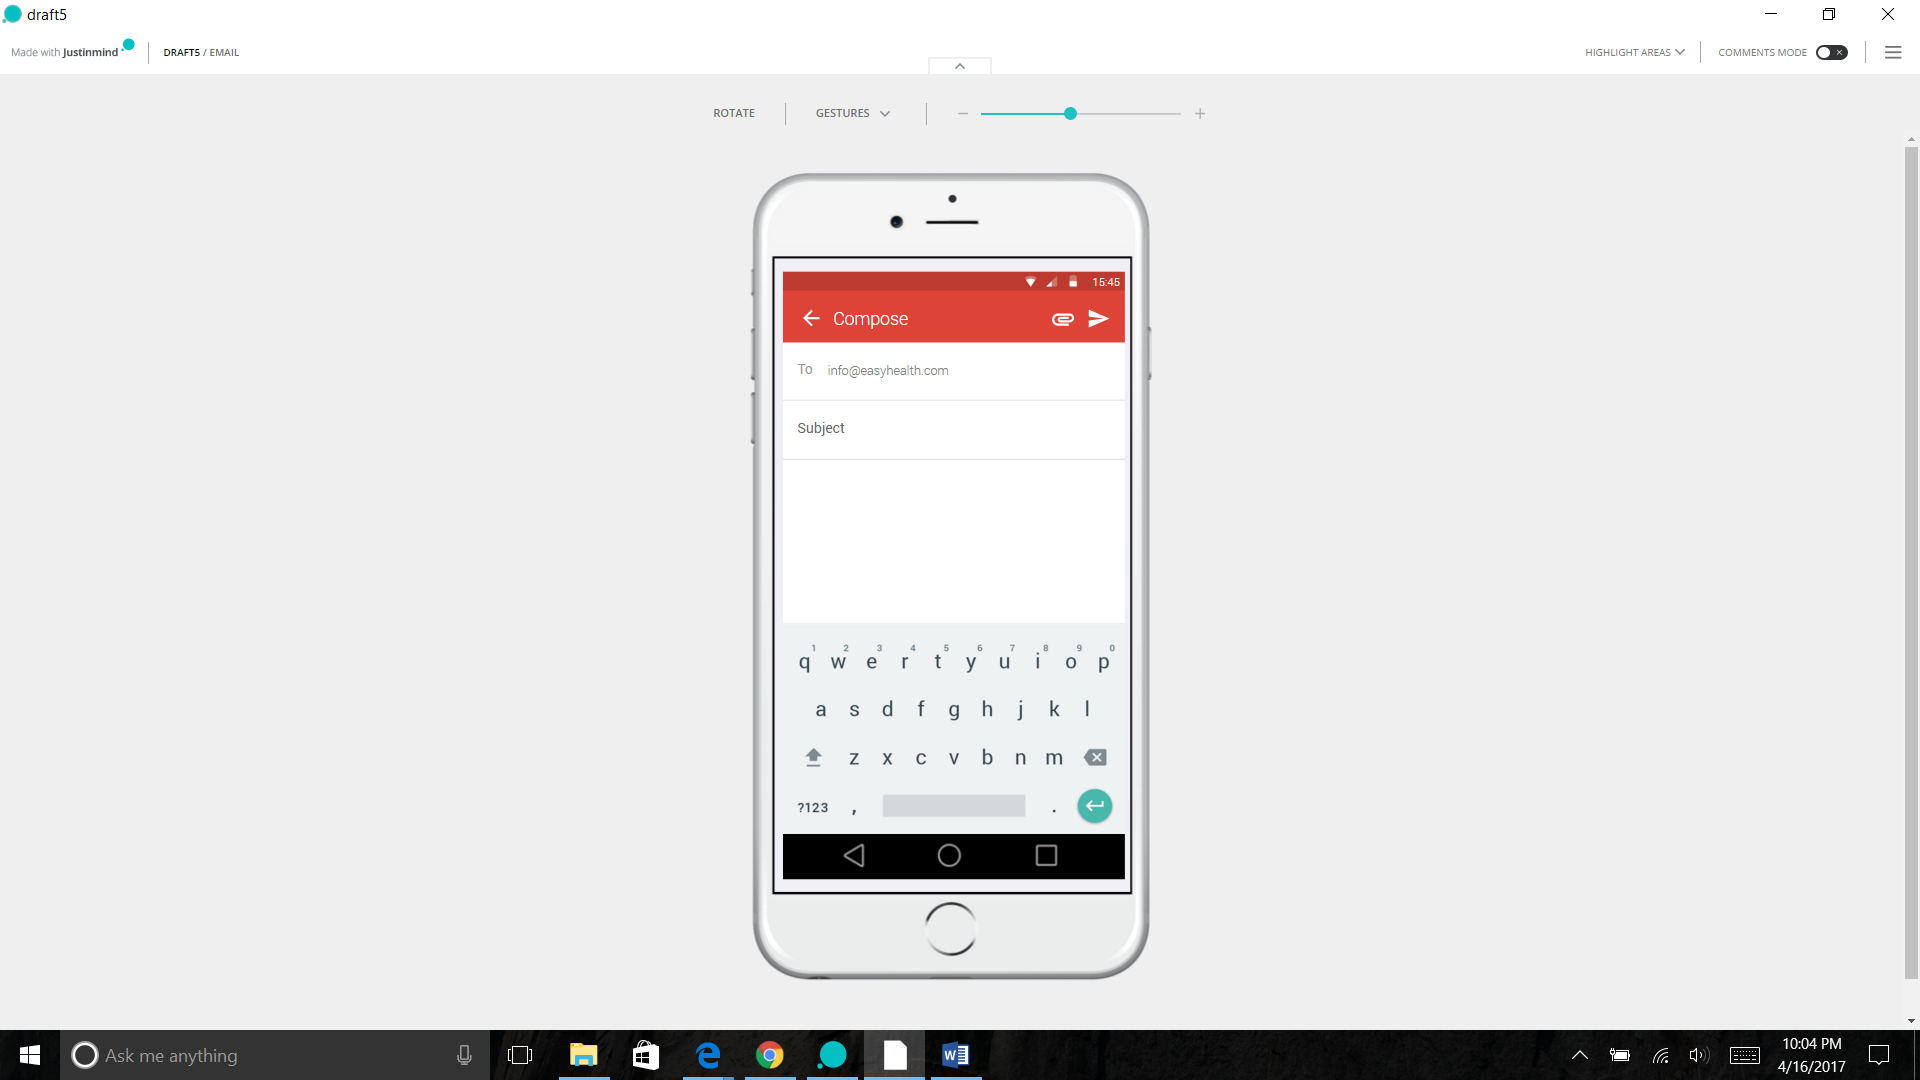 draft5
Made with Justinmind
DRAFT5 / EMAIL
HIGHLIGHT AREAS
COMMENTS MODE
ROTATE
GESTURES
15:45
Compose
To info@easyhealth.com
Subject
1 2 3 4 5 6 7 8 9 0
q w e r t y u i o p
a s d f g h j k l
z x c v b n m
?123 , .
Ask me anything
10:04 PM
4/16/2017